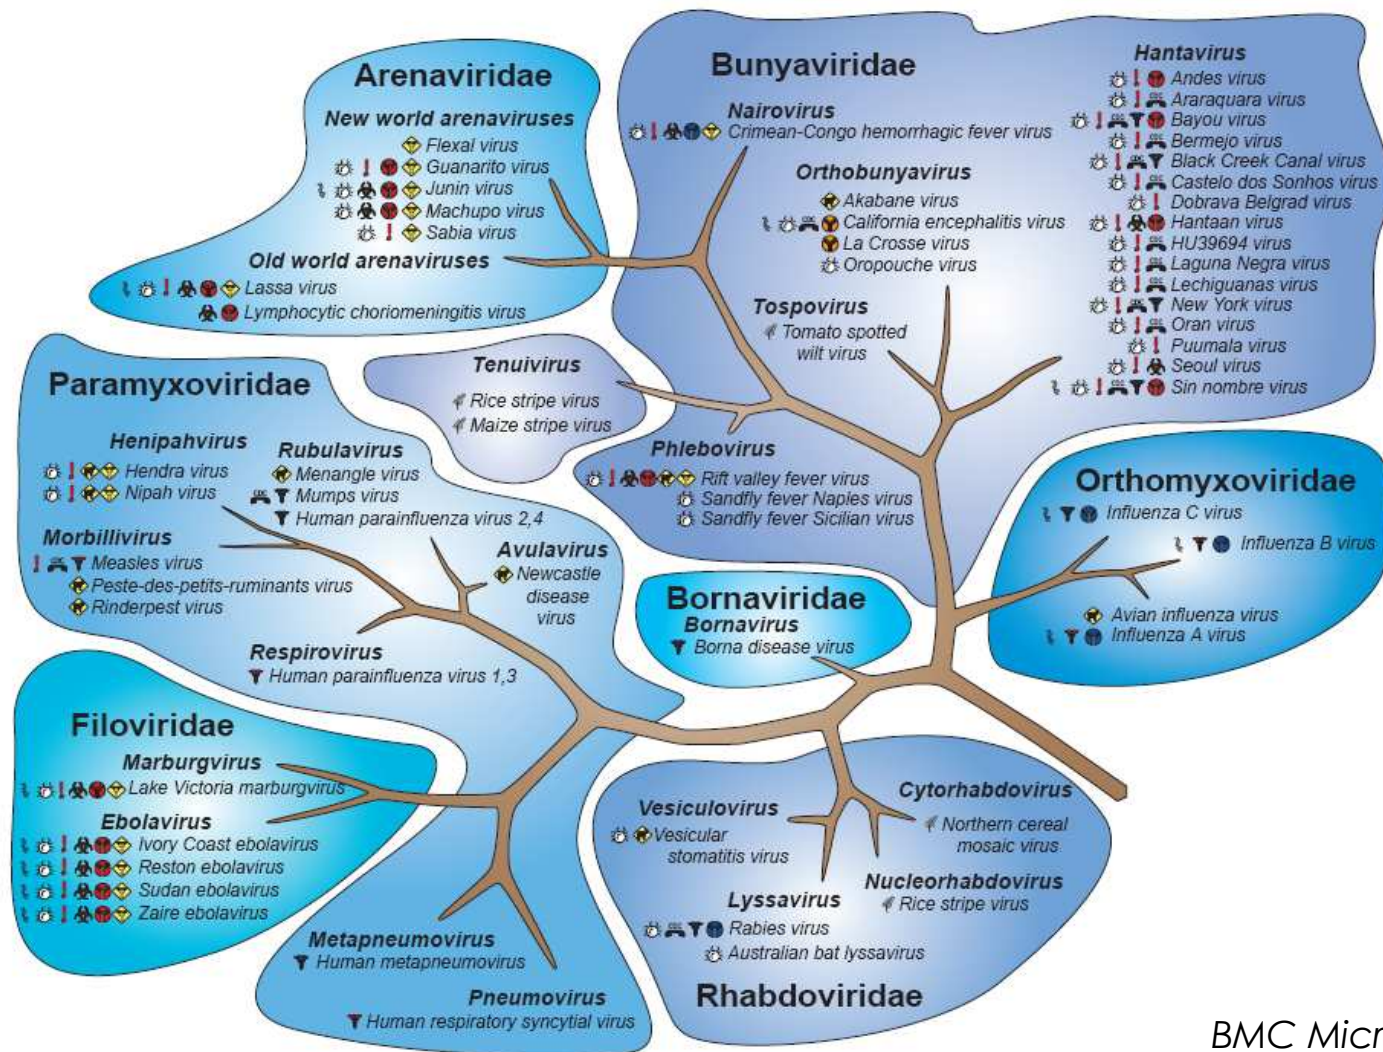 Arenaviridae
New world arenaviruses
Flexal virus
Guanarito virus
Junin virus
Machupo virus
Sabia virus
Old world arenaviruses
Lassa virus
Lymphocytic choriomeningitis virus
Bunyaviridae
Nairovirus
Crimean-Congo hemorrhagic fever virus
Orthobunyavirus
Akabane virus
California encephalitis virus
La Crosse virus
Oropouche virus
Tospovirus
Tomato spotted
wilt virus
Hantavirus
Andes virus
Araraquara virus
Bayou virus
Bermejo virus
Black Creek Canal virus
Castelo dos Sonhos virus
Dobrava Belgrad virus
Hantaan virus
HU39694 virus
Laguna Negra virus
Lechiguanas virus
New York virus
Oran virus
Puumala virus
Seoul virus
Sin nombre virus
Tenuivirus
Rice stripe virus
Maize stripe virus
Phlebovirus
Rift valley fever virus
Sandfly fever Naples virus
Sandfly fever Sicilian virus
Paramyxoviridae
Henipahvirus
Hendra virus
Nipah virus
Rubulavirus
Menangle virus
Mumps virus
Human parainfluenza virus 2,4
Morbillivirus
Measles virus
Peste-des-petits-ruminants virus
Rinderpest virus
Avulavirus
Newcastle
disease
virus
Respirovirus
Human parainfluenza virus 1,3
Orthomyxoviridae
Influenza C virus
Influenza B virus
Avian influenza virus
Influenza A virus
Bornaviridae
Bornavirus
Borna disease virus
Filoviridae
Marburgvirus
Lake Victoria marburgvirus
Ebolavirus
Ivory Coast ebolavirus
Reston ebolavirus
Sudan ebolavirus
Zaire ebolavirus
Metapneumovirus
Human metapneumovirus
Pneumovirus
Human respiratory syncytial virus
Vesiculovirus
Vesicular
stomatitis virus
Cytorhabdovirus
Northern cereal
mosaic virus
Nucleorhabdovirus
Rice stripe virus
Lyssavirus
Rabies virus
Australian bat lyssavirus
Rhabdoviridae
BMC Micr